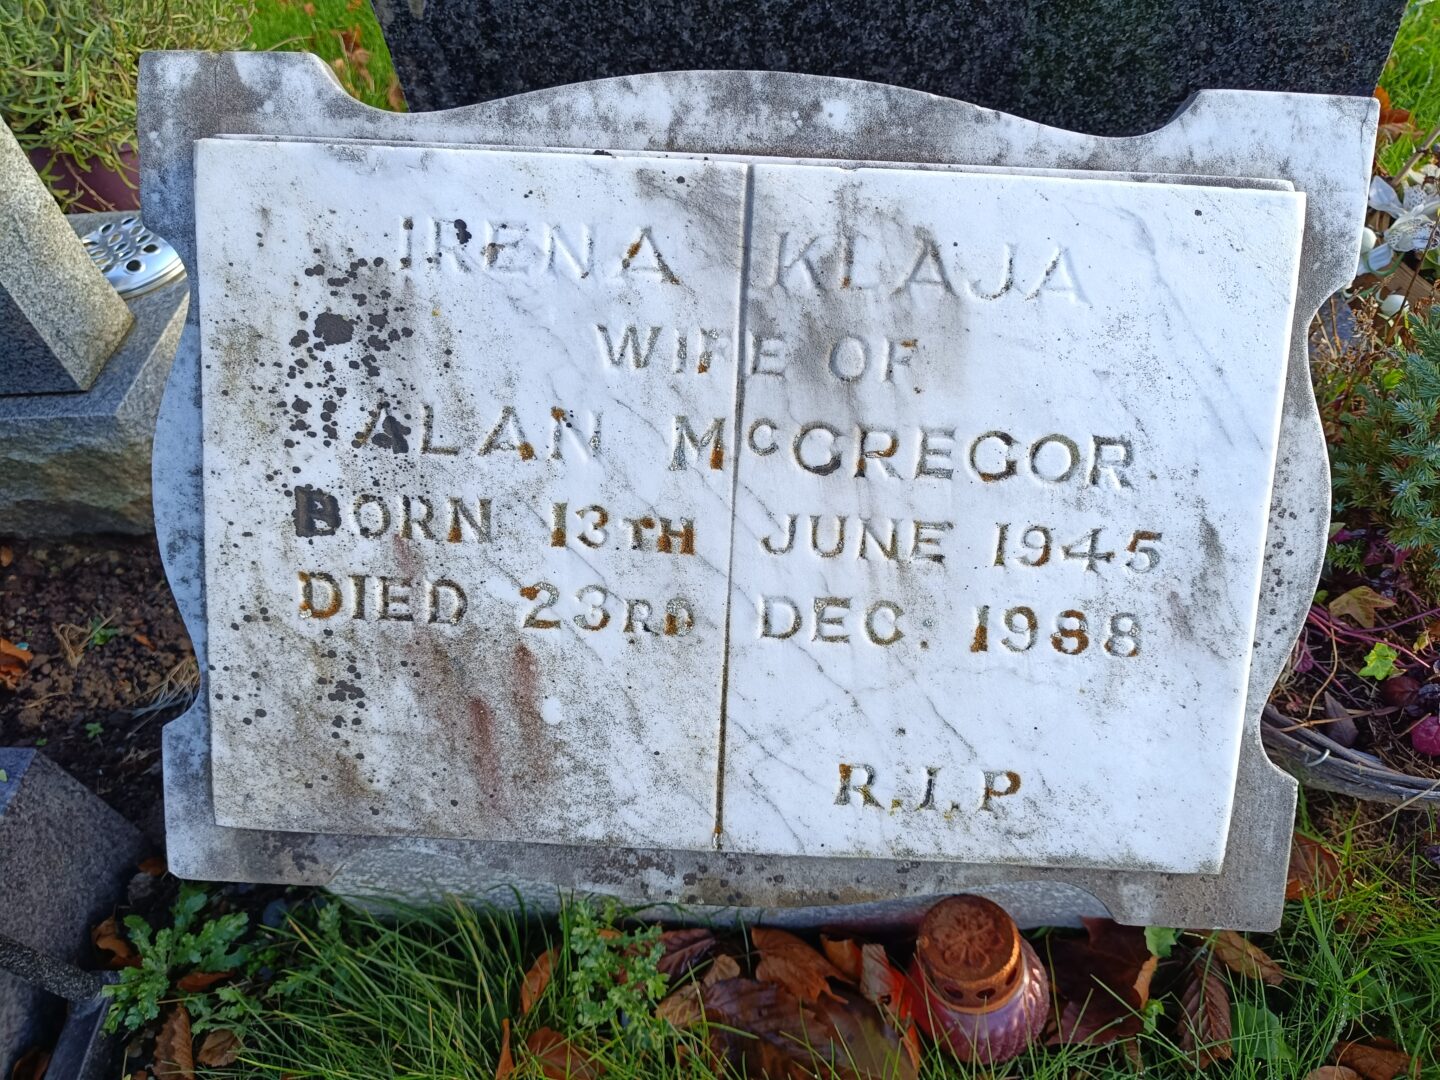 IRENA KLAJA
WIFE OF
ALAN McGREGOR
BORN 13TH JUNE 1945
DIED 23RD DEC. 1988
R.I.P